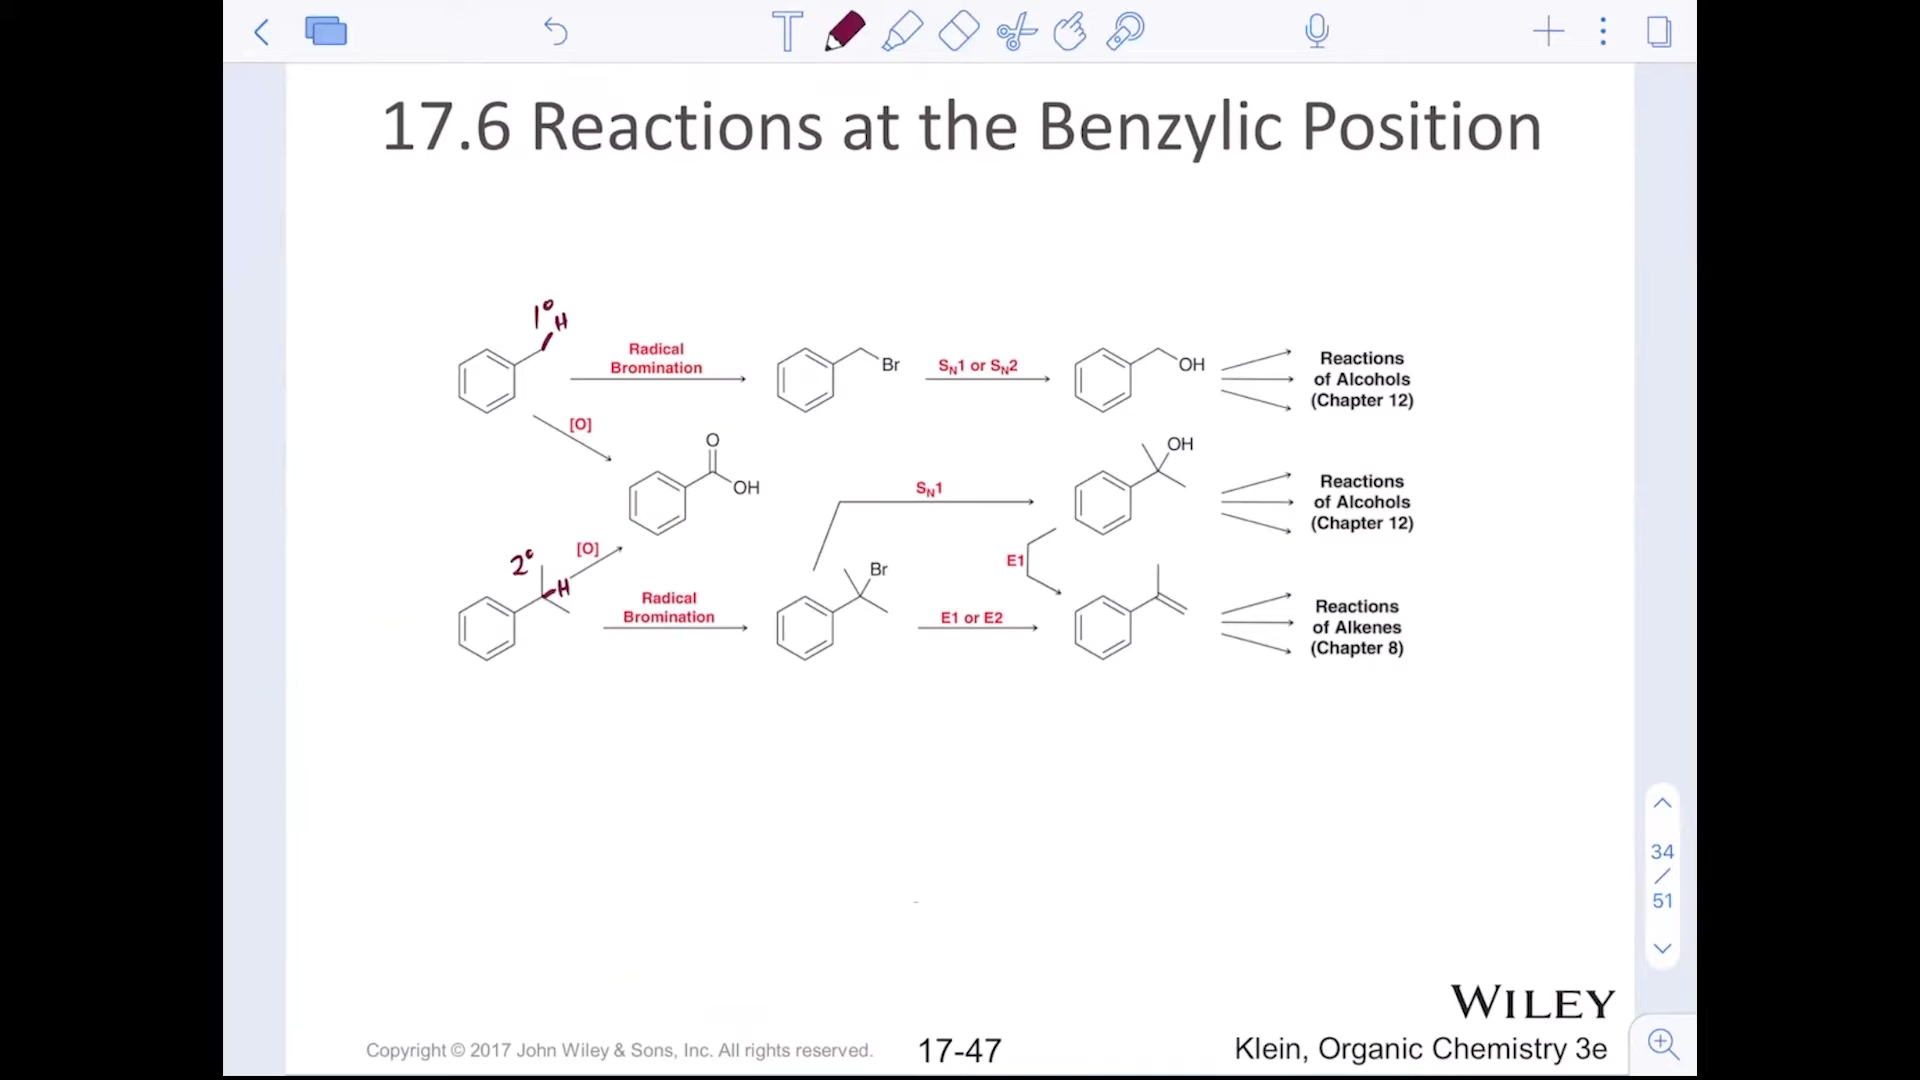 17.6 Reactions at the Benzylic Position
1° H
Radical
Bromination
Br
SN1 or SN2
OH
Reactions
of Alcohols
(Chapter 12)
[O]
O
OH
SN1
OH
Reactions
of Alcohols
(Chapter 12)
2°
H
[O]
Radical
Bromination
Br
E1
E1 or E2
Reactions
of Alkenes
(Chapter 8)
34
/
51
WILEY
Copyright © 2017 John Wiley & Sons, Inc. All rights reserved.
17-47
Klein, Organic Chemistry 3e